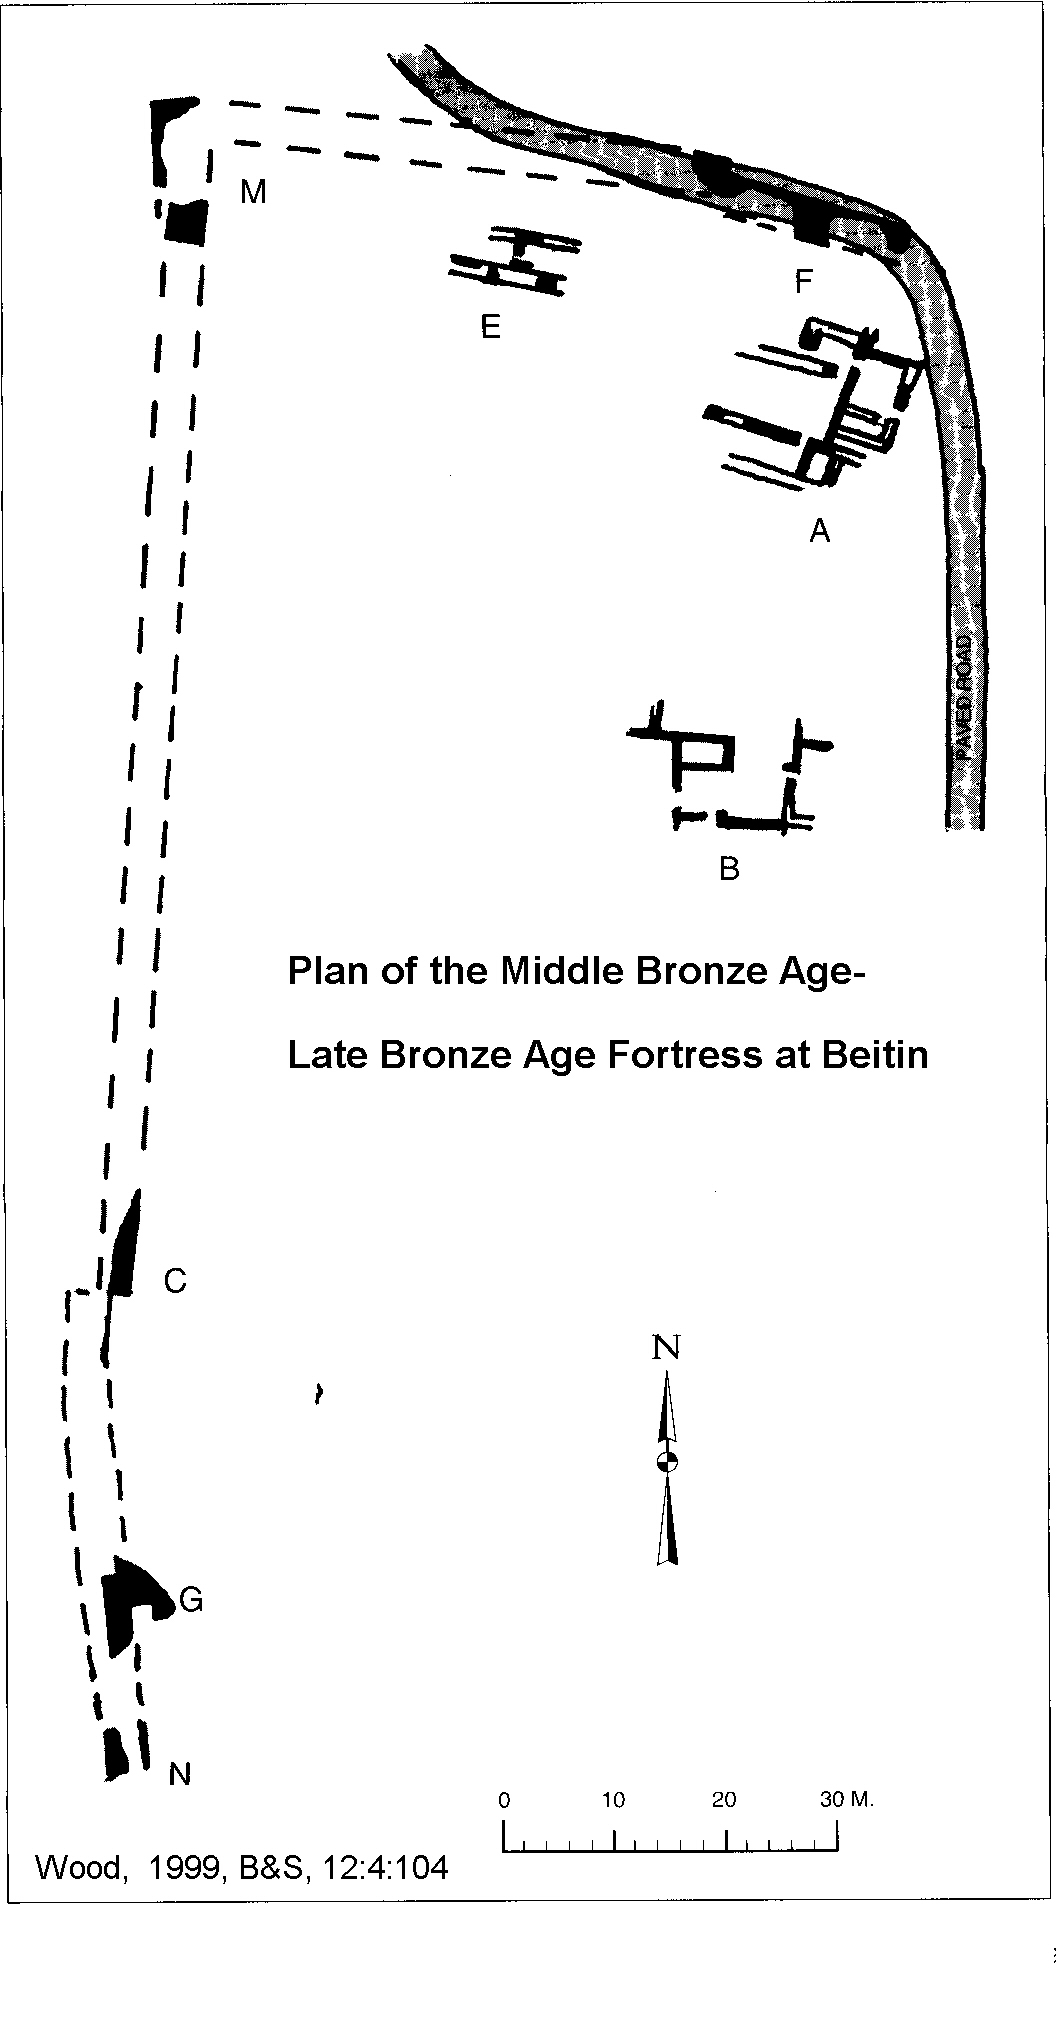 M
F
E
A
PAVED ROAD
B
Plan of the Middle Bronze Age-
Late Bronze Age Fortress at Beitin
C
N
G
N
0 10 20 30 M.
Wood, 1999, B&S, 12:4:104